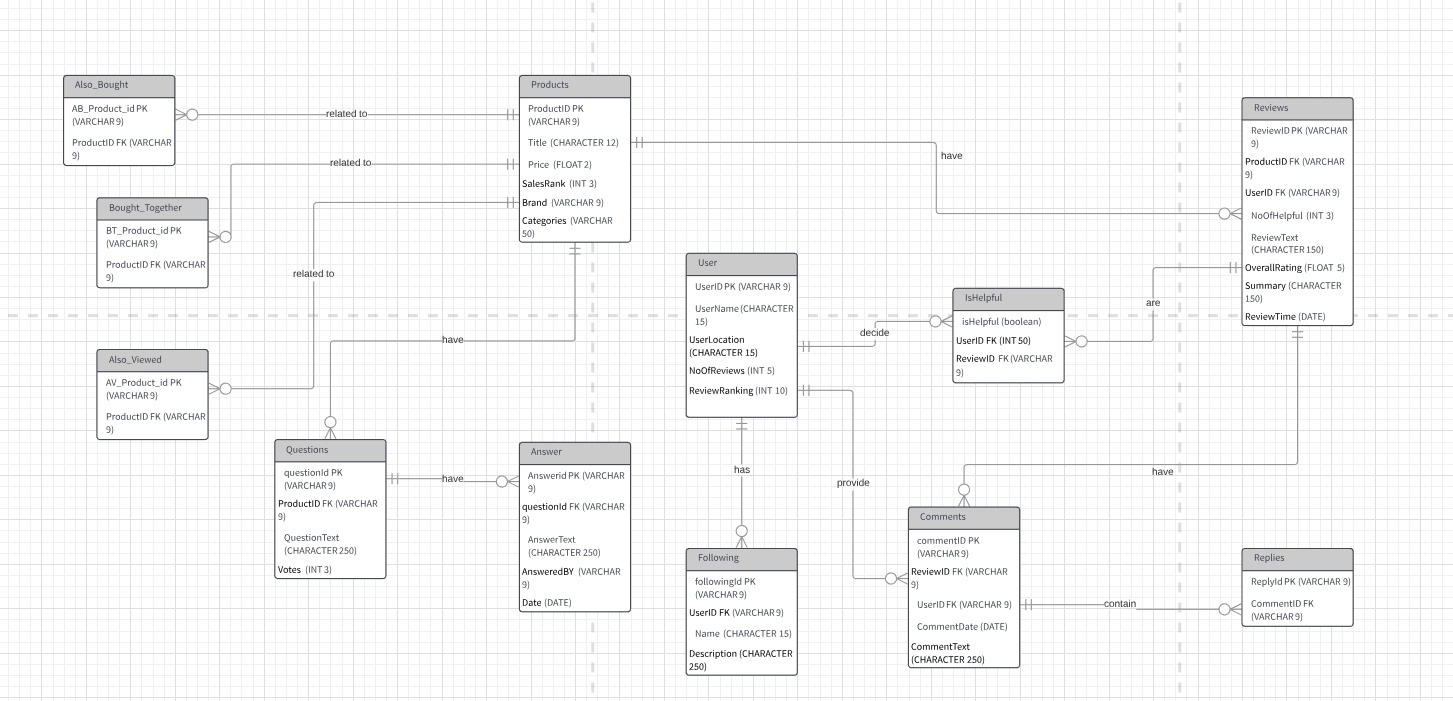 Also_Bought
AB_Product_id PK
(VARCHAR 9)
ProductID FK (VARCHAR
9)
related to
Products
ProductID PK
(VARCHAR 9)
Title (CHARACTER 12)
Price (FLOAT 2)
SalesRank (INT 3)
Brand (VARCHAR 9)
Categories (VARCHAR
50)
have
Reviews
ReviewID PK (VARCHAR
9)
ProductID FK (VARCHAR
9)
UserID FK (VARCHAR 9)
NoOfHelpful (INT 3)
ReviewText
(CHARACTER 150)
OverallRating (FLOAT 5)
Summary (CHARACTER
150)
ReviewTime (DATE)
related to
Bought_Together
BT_Product_id PK
(VARCHAR 9)
ProductID FK (VARCHAR
9)
related to
User
UserID PK (VARCHAR 9)
UserName (CHARACTER
15)
UserLocation
(CHARACTER 15)
NoOfReviews (INT 5)
ReviewRanking (INT 10)
decide
IsHelpful
isHelpful (boolean)
UserID FK (INT 50)
ReviewID FK (VARCHAR
9)
are
have
Also_Viewed
AV_Product_id PK
(VARCHAR 9)
ProductID FK (VARCHAR
9)
Questions
questionId PK
(VARCHAR 9)
ProductID FK (VARCHAR
9)
QuestionText
(CHARACTER 250)
Votes (INT 3)
have
Answer
Answerid PK (VARCHAR
9)
questionId FK (VARCHAR
9)
AnswerText
(CHARACTER 250)
AnsweredBY (VARCHAR
9)
Date (DATE)
has
provide
have
Following
followingId PK
(VARCHAR 9)
UserID FK (VARCHAR 9)
Name (CHARACTER 15)
Description (CHARACTER
250)
Comments
commentID PK
(VARCHAR 9)
ReviewID FK (VARCHAR
9)
UserID FK (VARCHAR 9)
CommentDate (DATE)
CommentText
(CHARACTER 250)
contain
Replies
ReplyId PK (VARCHAR 9)
CommentID FK
(VARCHAR 9)